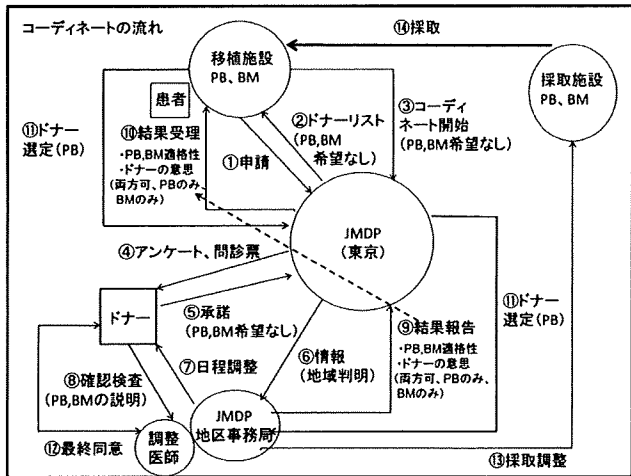 コーディネートの流れ
⑭採取
移植施設
PB、BM
採取施設
PB、BM
患者
⑪ドナー
選定(PB)
⑩結果受理
・PB,BM適格性
・ドナーの意思
(両方可、PBのみ、
BMのみ)
②ドナーリスト
(PB,BM
希望なし)
③コーディ
ネート開始
(PB,BM希望なし)
①申請
JMDP
(東京)
④アンケート、問診票
ドナー
⑤承諾
(PB,BM希望なし)
⑪ドナー
選定(PB)
⑨結果報告
・PB,BM適格性
・ドナーの意思
(両方可、PBのみ、
BMのみ)
⑥情報
(地域判明)
⑦日程調整
⑧確認検査
(PB,BMの説明)
JMDP
地区事務局
調整
医師
⑫最終同意
⑬採取調整